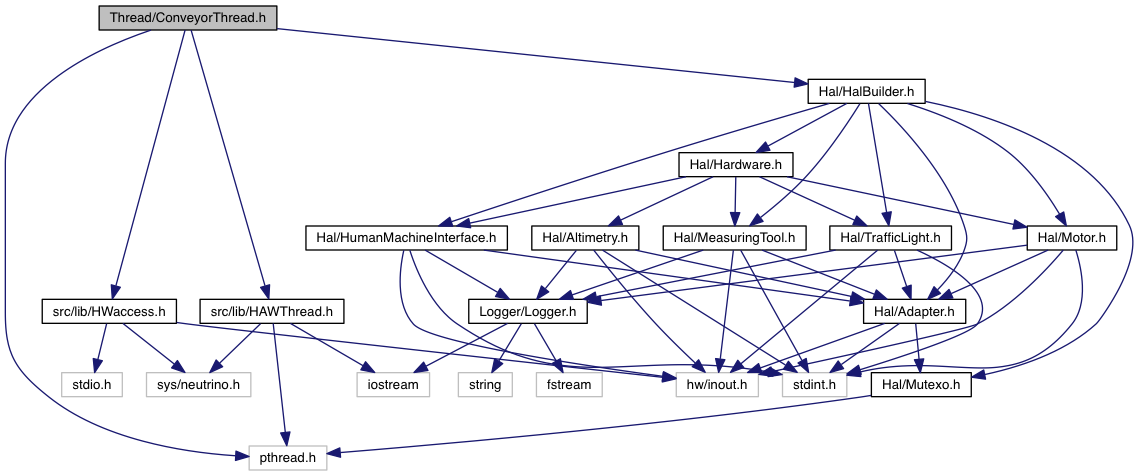 Thread/ConveyorThread.h
Hal/HalBuilder.h
Hal/Hardware.h
Hal/HumanMachineInterface.h
Hal/Altimetry.h
Hal/MeasuringTool.h
Hal/TrafficLight.h
Hal/Motor.h
src/lib/HWaccess.h
src/lib/HAWThread.h
Logger/Logger.h
Hal/Adapter.h
stdio.h
sys/neutrino.h
iostream
string
fstream
hw/inout.h
stdint.h
Hal/Mutexo.h
pthread.h